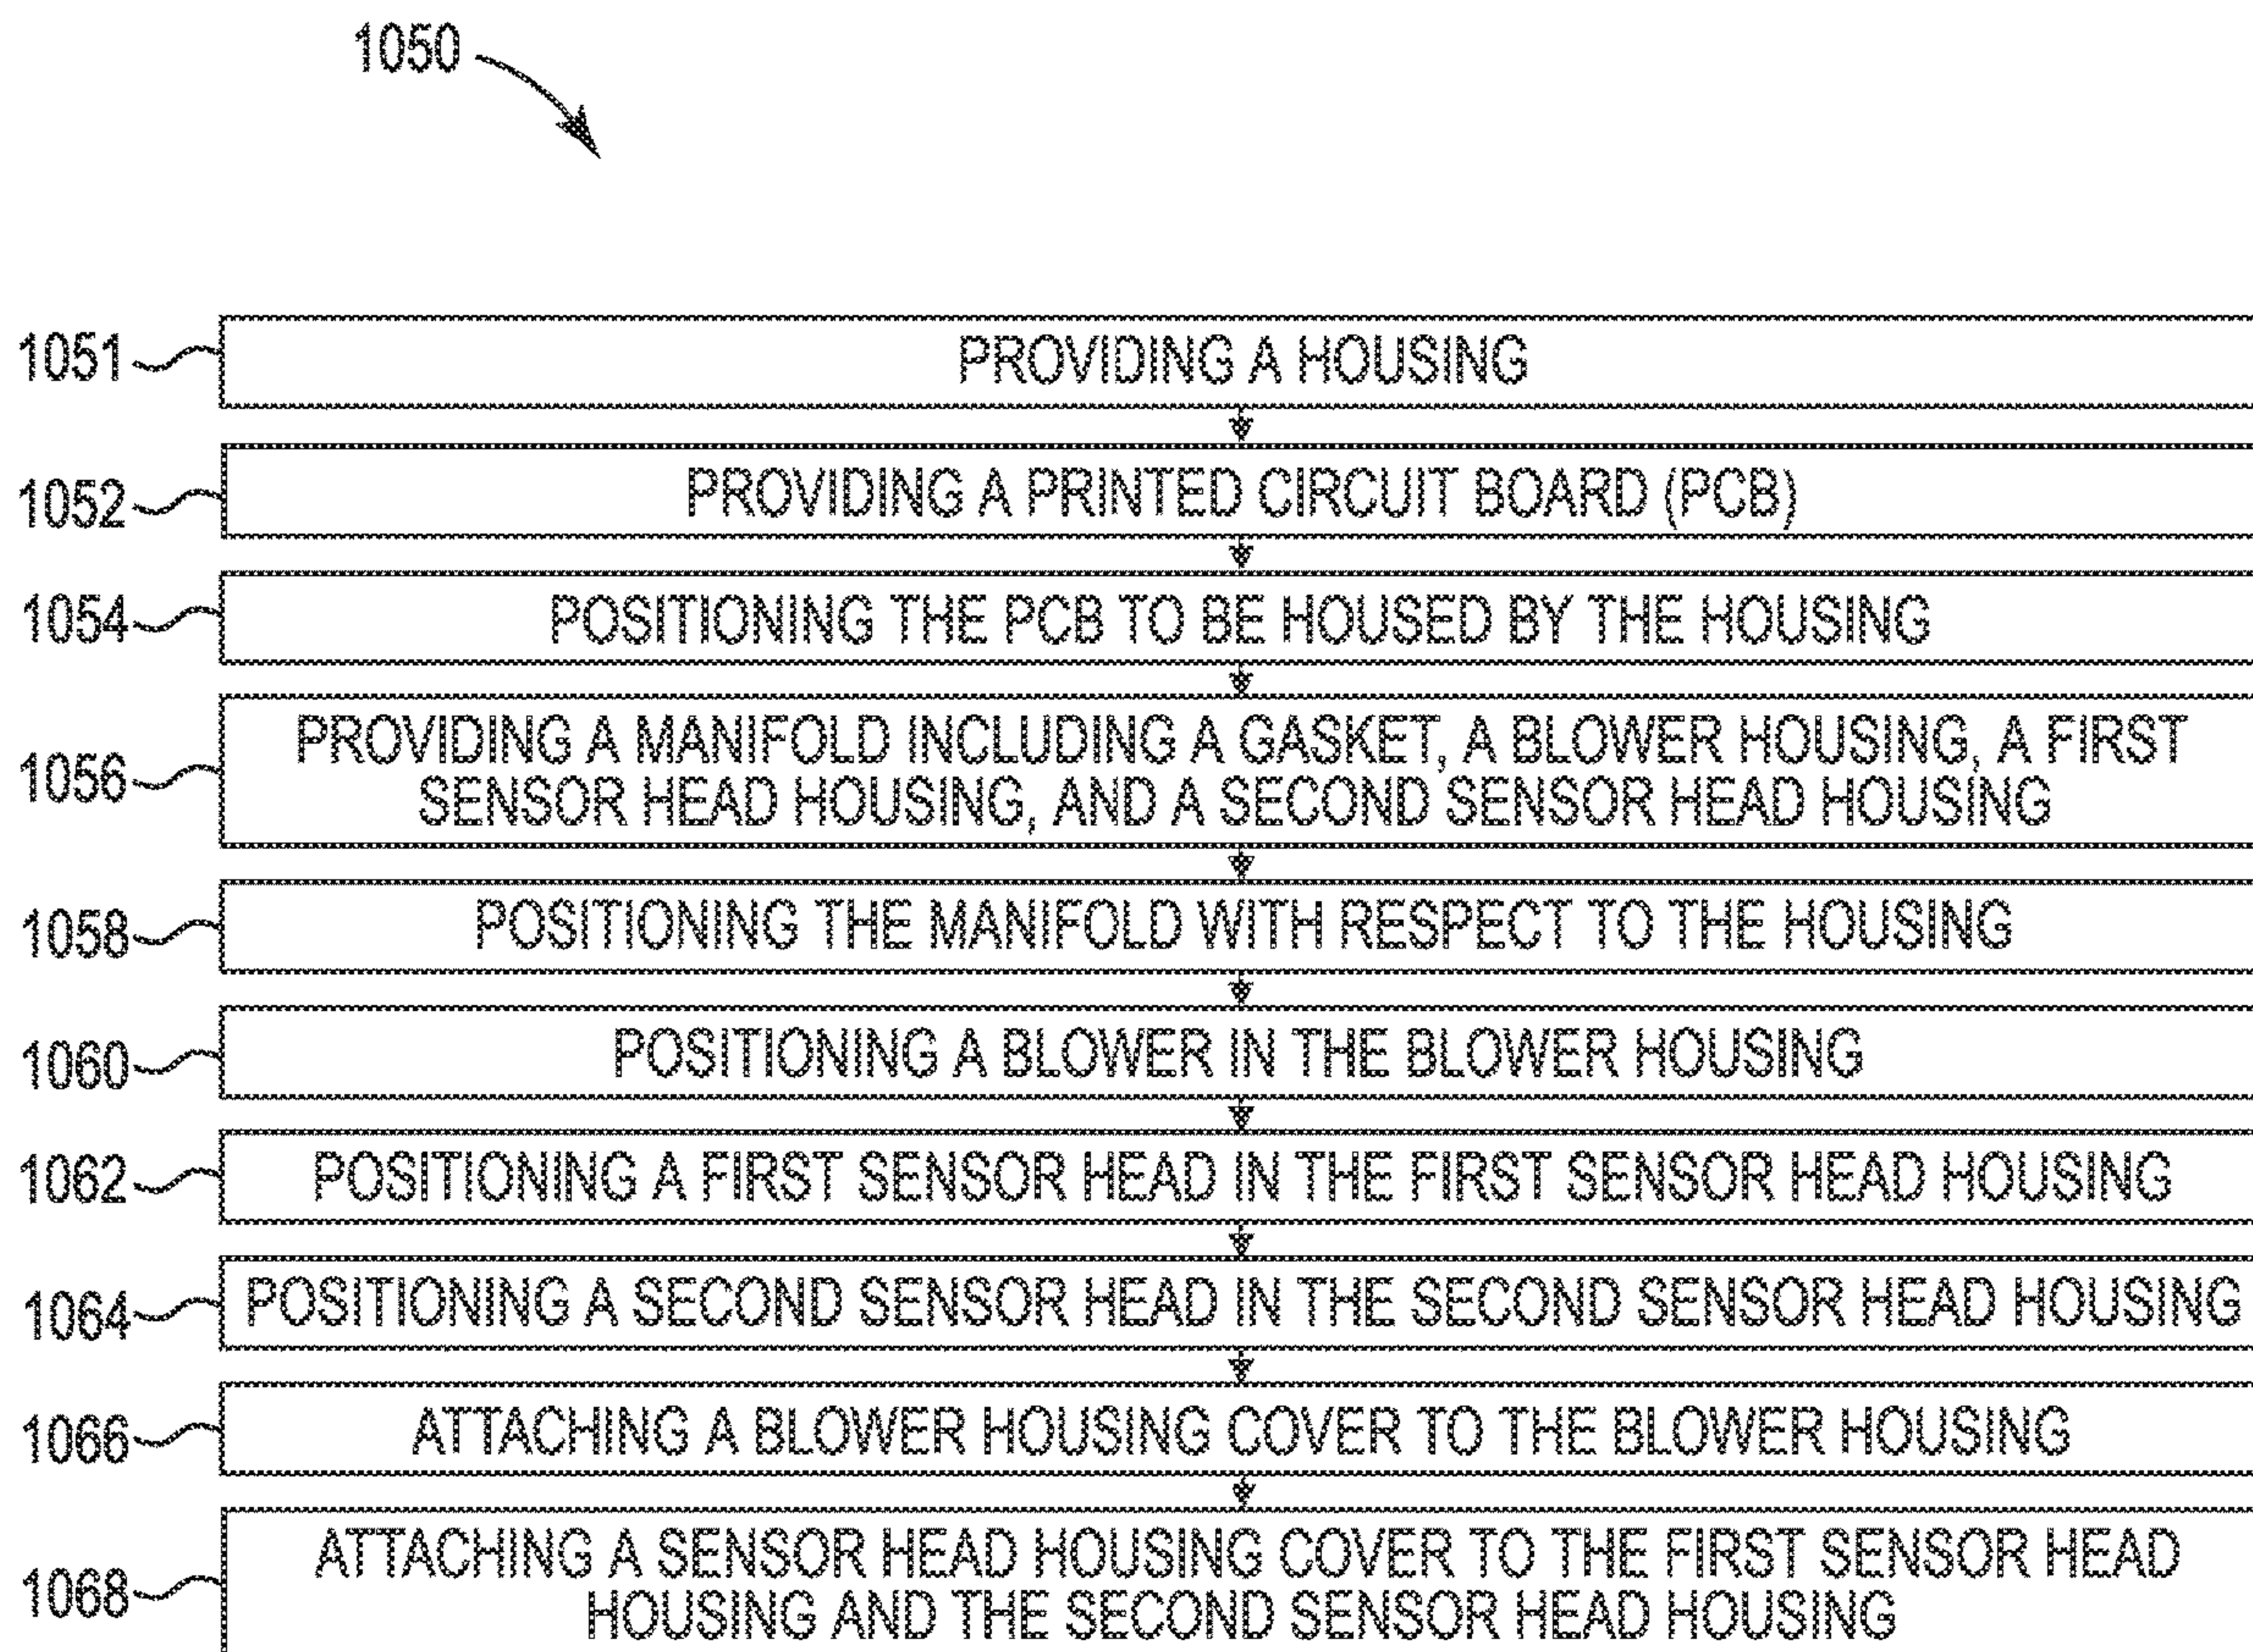 1050
1051 PROVIDING A HOUSING
1052 PROVIDING A PRINTED CIRCUIT BOARD (PCB)
1054 POSITIONING THE PCB TO BE HOUSED BY THE HOUSING
1056 PROVIDING A MANIFOLD INCLUDING A GASKET, A BLOWER HOUSING, A FIRST
SENSOR HEAD HOUSING, AND A SECOND SENSOR HEAD HOUSING
1058 POSITIONING THE MANIFOLD WITH RESPECT TO THE HOUSING
1060 POSITIONING A BLOWER IN THE BLOWER HOUSING
1062 POSITIONING A FIRST SENSOR HEAD IN THE FIRST SENSOR HEAD HOUSING
1064 POSITIONING A SECOND SENSOR HEAD IN THE SECOND SENSOR HEAD HOUSING
1066 ATTACHING A BLOWER HOUSING COVER TO THE BLOWER HOUSING
1068 ATTACHING A SENSOR HEAD HOUSING COVER TO THE FIRST SENSOR HEAD
HOUSING AND THE SECOND SENSOR HEAD HOUSING